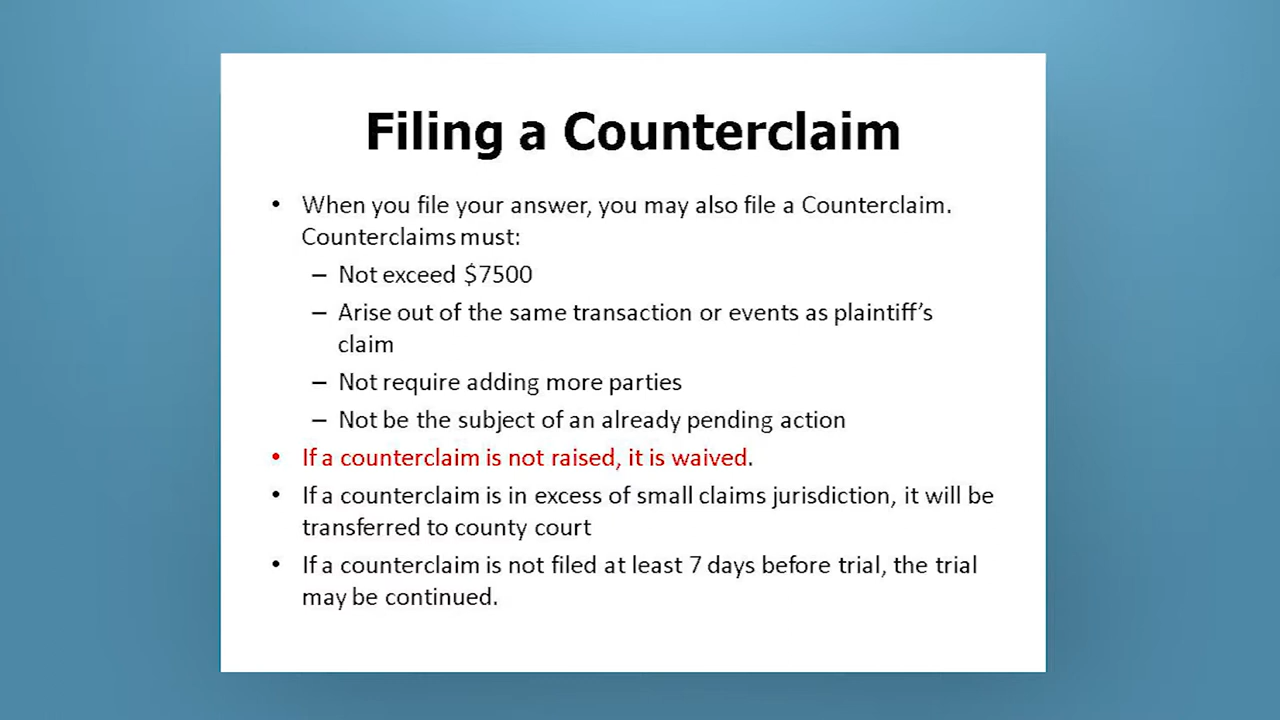 Filing a Counterclaim
• When you file your answer, you may also file a Counterclaim.
Counterclaims must:
– Not exceed $7500
– Arise out of the same transaction or events as plaintiff’s
claim
– Not require adding more parties
– Not be the subject of an already pending action
• If a counterclaim is not raised, it is waived.
• If a counterclaim is in excess of small claims jurisdiction, it will be
transferred to county court
• If a counterclaim is not filed at least 7 days before trial, the trial
may be continued.